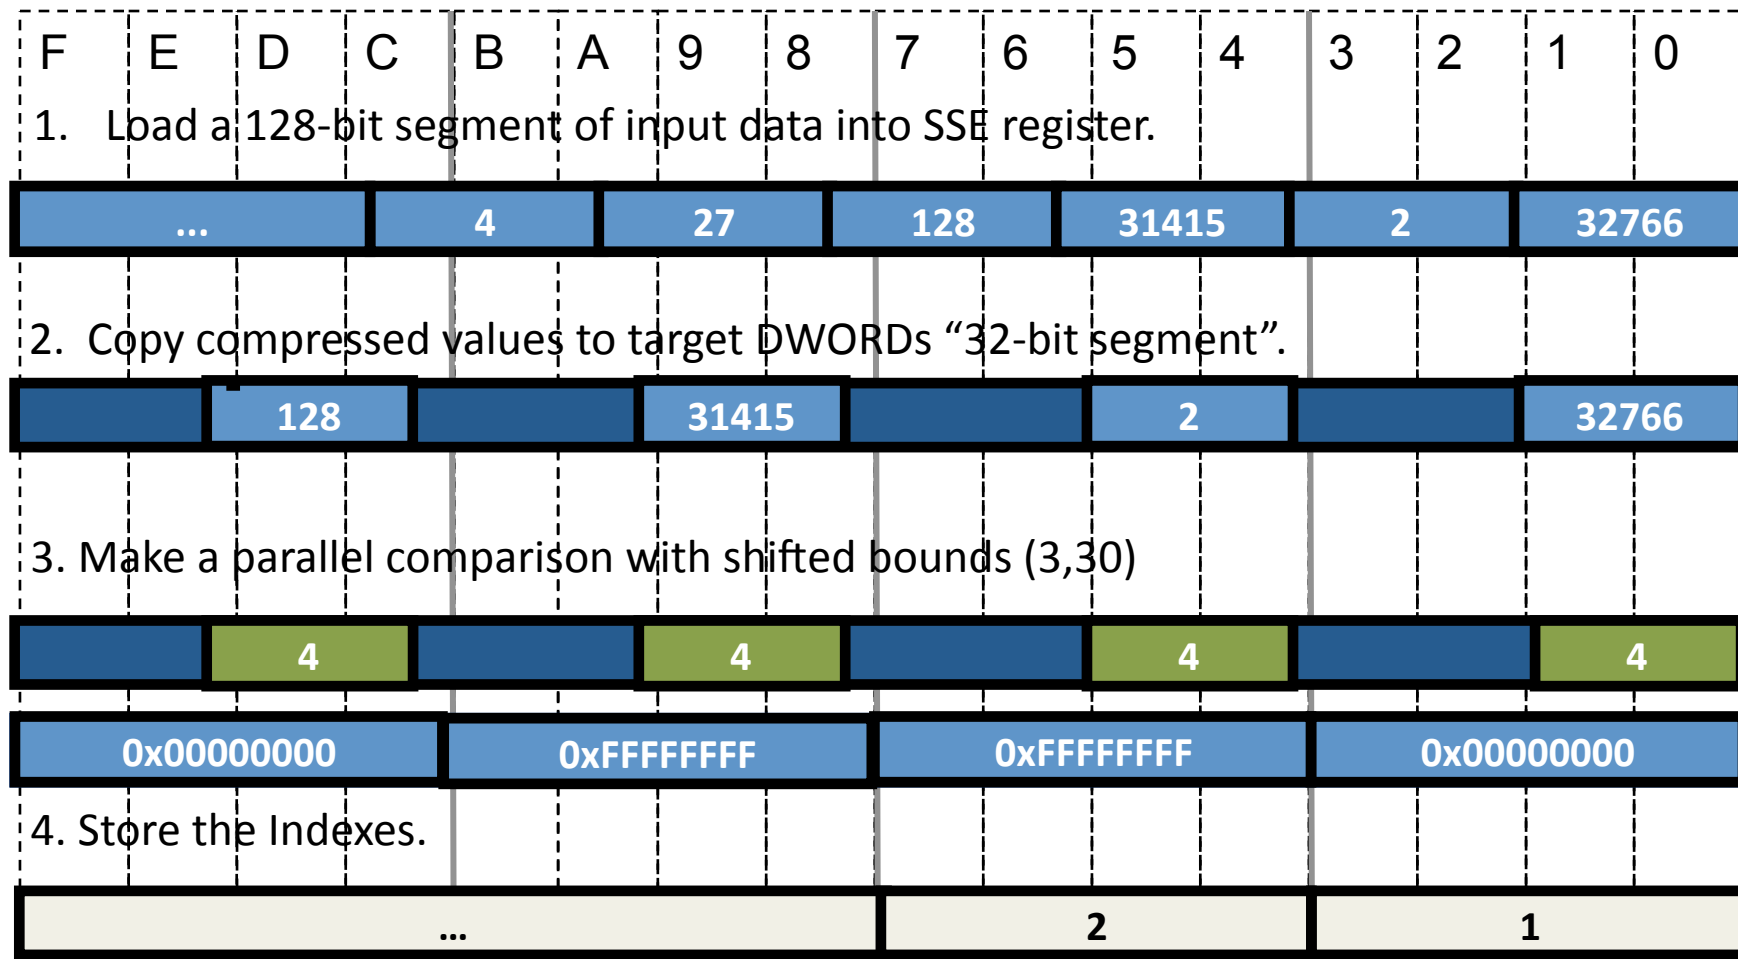 F E D C B A 9 8 7 6 5 4 3 2 1 0
1. Load a 128-bit segment of input data into SSE register.
... 4 27 128 31415 2 32766
2. Copy compressed values to target DWORDs “32-bit segment”.
128 31415 2 32766
3. Make a parallel comparison with shifted bounds (3,30)
4 4 4 4
0x00000000 0xFFFFFFFF 0xFFFFFFFF 0x00000000
4. Store the Indexes.
... 2 1